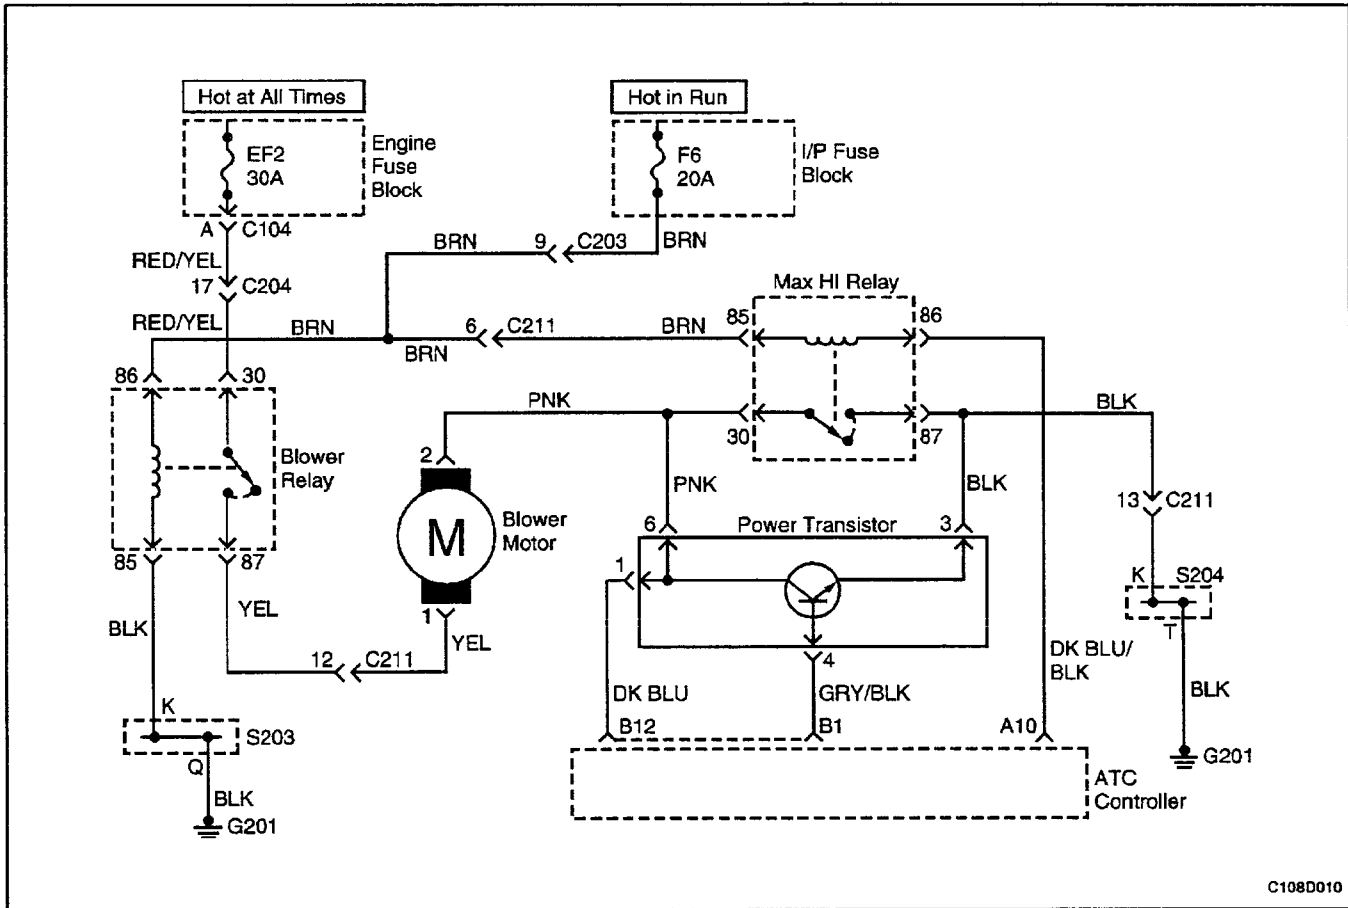 Hot at All Times
Hot in Run
EF2
30A
Engine
Fuse
Block
F6
20A
I/P Fuse
Block
A
C104
BRN
9
C203
BRN
RED/YEL
17
C204
Max HI Relay
RED/YEL
BRN
BRN
6
C211
BRN
85
86
86
30
PNK
30
87
BLK
Blower
Relay
2
PNK
BLK
13
C211
M
Blower
Motor
6
Power Transistor
3
85
87
1
K
S204
T
BLK
YEL
1
YEL
12
C211
4
DK BLU/
BLK
DK BLU
GRY/BLK
BLK
K
S203
B12
B1
A10
Q
G201
BLK
G201
ATC
Controller
C108D010